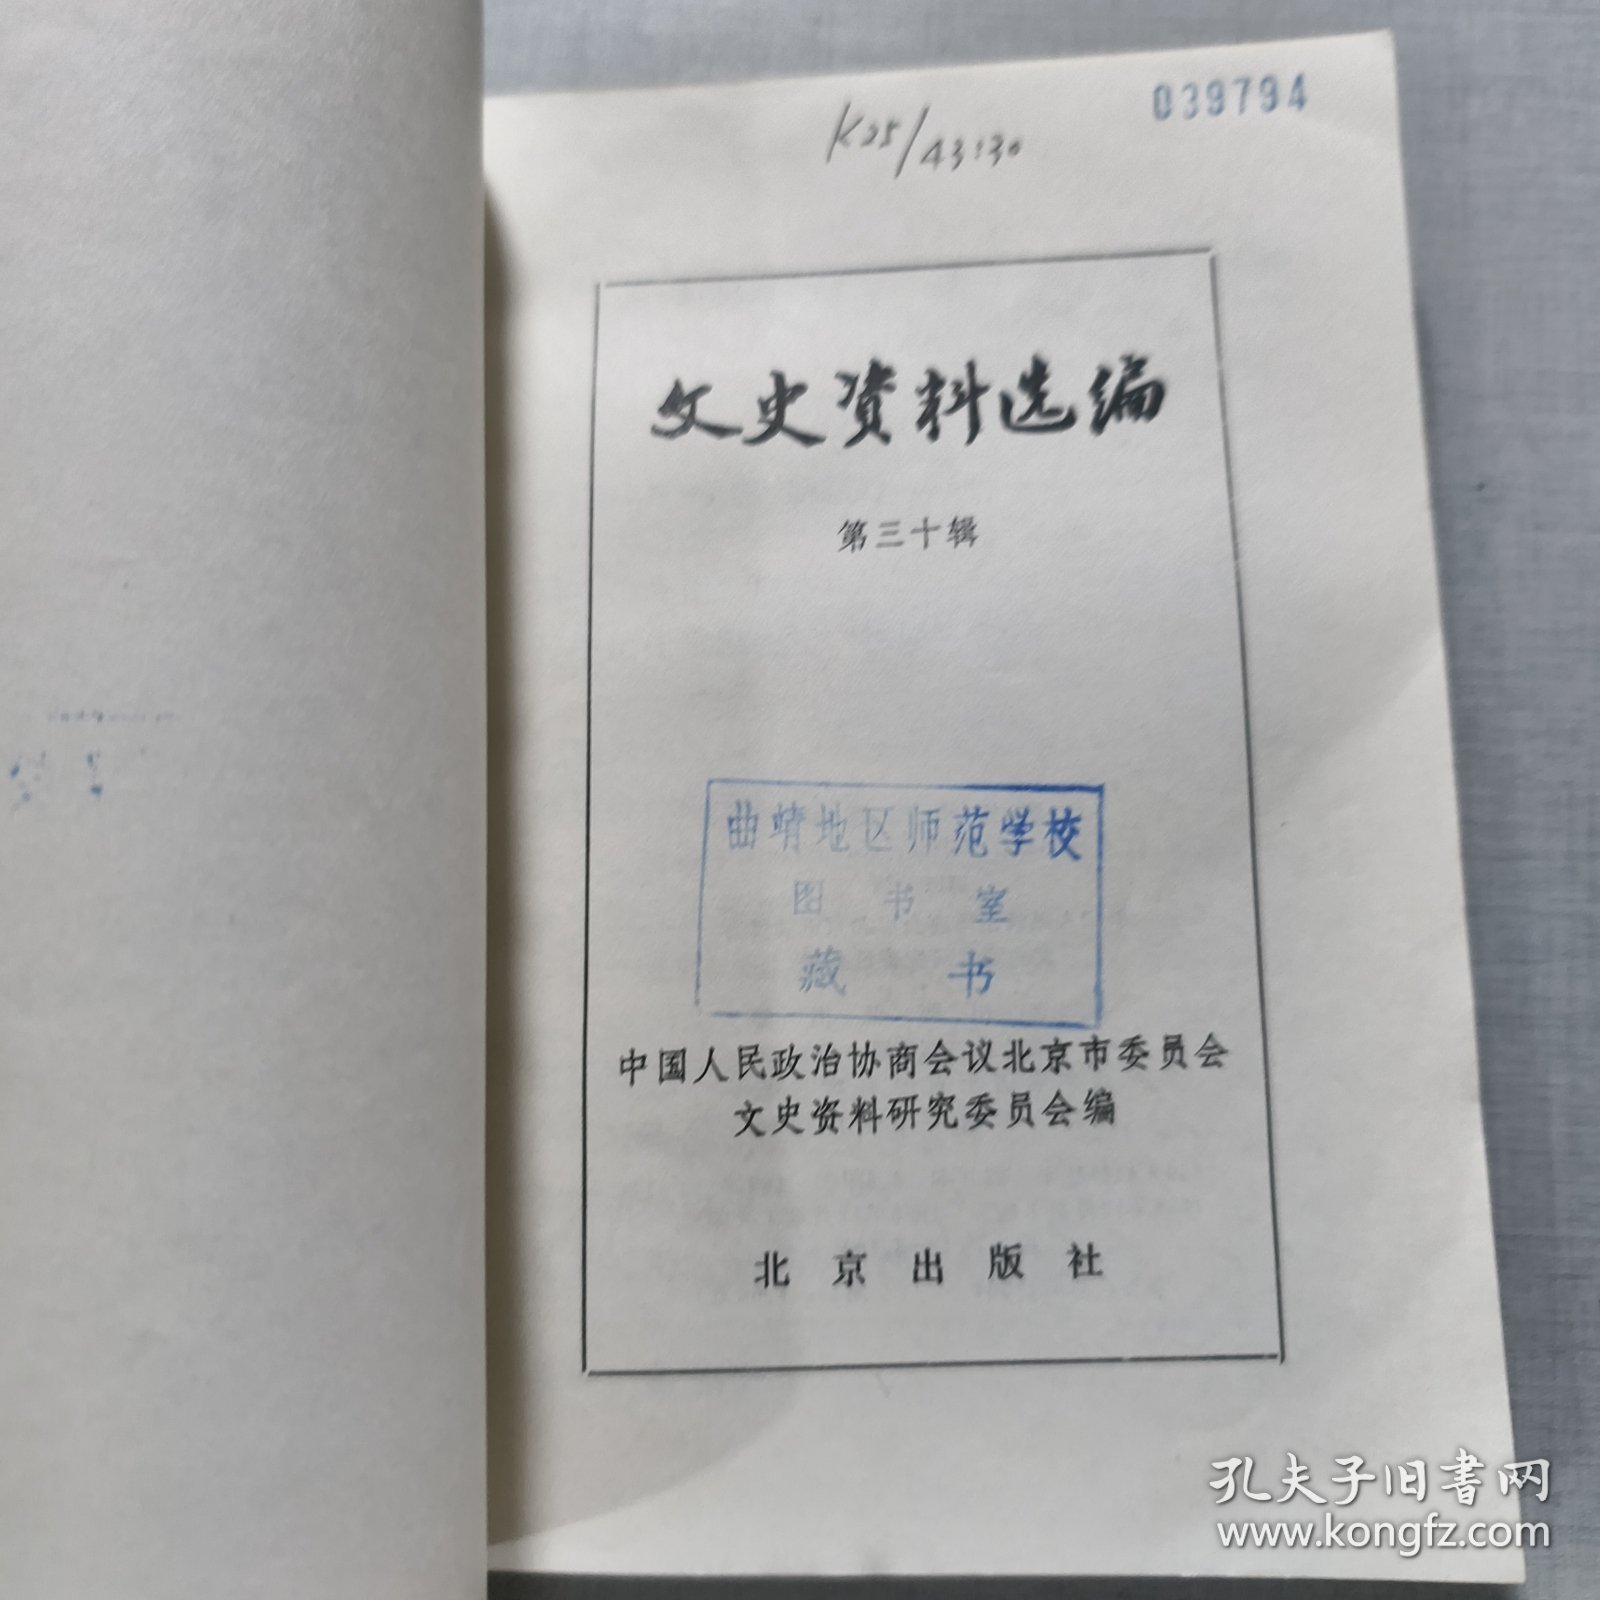 039794
K25/43:30
文史资料选编
第三十辑
曲靖地区师范学校
图书室
藏书
中国人民政治协商会议北京市委员会
文史资料研究委员会编
北京出版社
孔夫子旧书网
www.kongfz.com